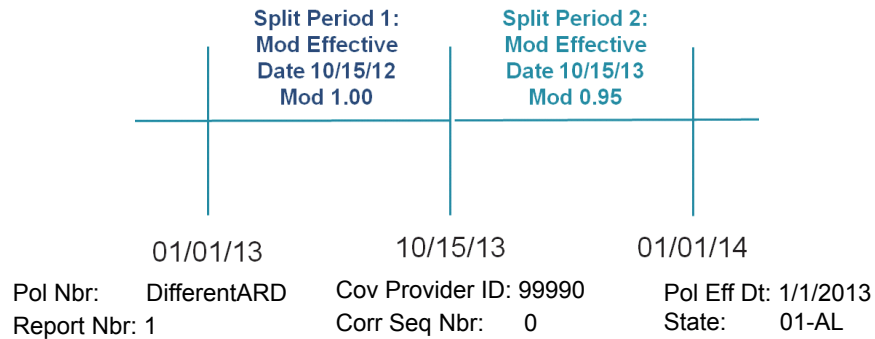 Split Period 1:
Mod Effective
Date 10/15/12
Mod 1.00
Split Period 2:
Mod Effective
Date 10/15/13
Mod 0.95
01/01/13
10/15/13
01/01/14
Pol Nbr: DifferentARD
Cov Provider ID: 99990
Pol Eff Dt: 1/1/2013
Report Nbr: 1
Corr Seq Nbr: 0
State: 01-AL